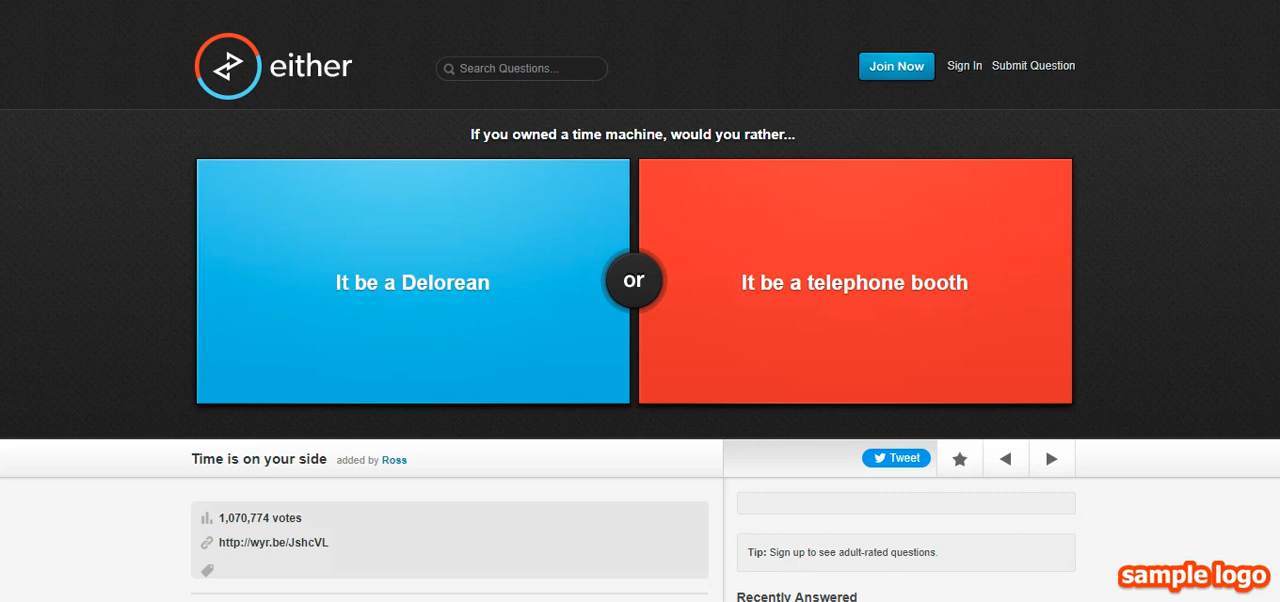 either
Search Questions...
Join Now
Sign In
Submit Question
If you owned a time machine, would you rather...
It be a Delorean
or
It be a telephone booth
Time is on your side
added by Ross
Tweet
1,070,774 votes
http://wyr.be/JshcVL
Tip: Sign up to see adult-rated questions.
Recently Answered
sample logo